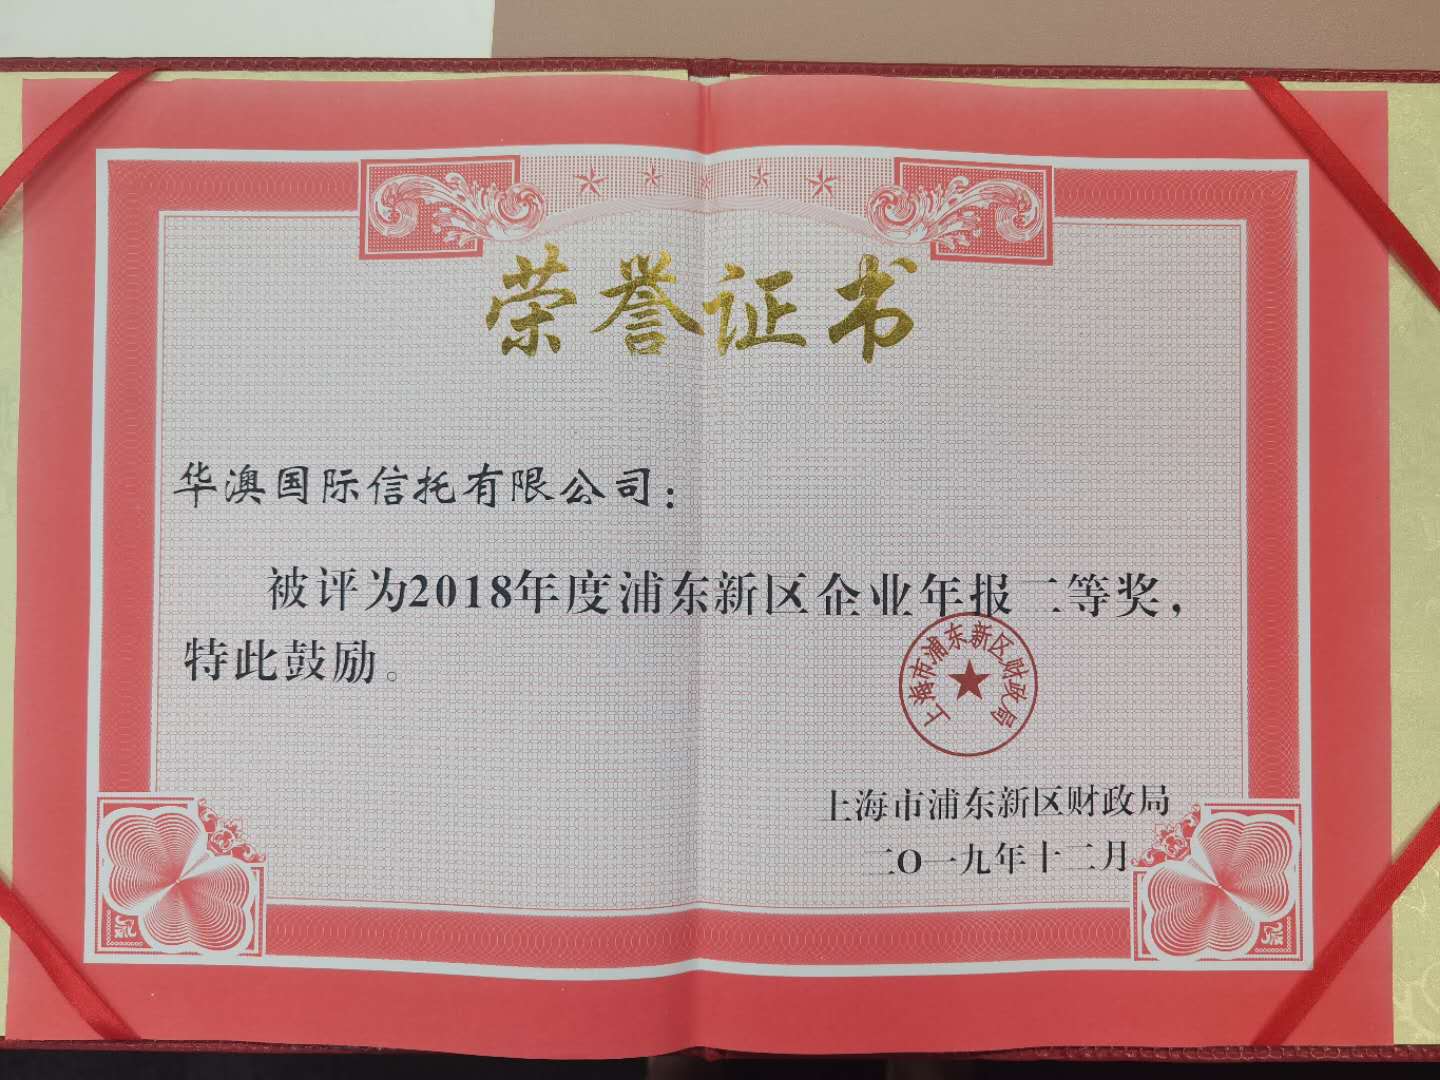 荣誉证书
华澳国际信托有限公司：
被评为2018年度浦东新区企业年报二等奖，
特此鼓励。
上海市浦东新区财政局
上海市浦东新区财政局
二O一九年十二月